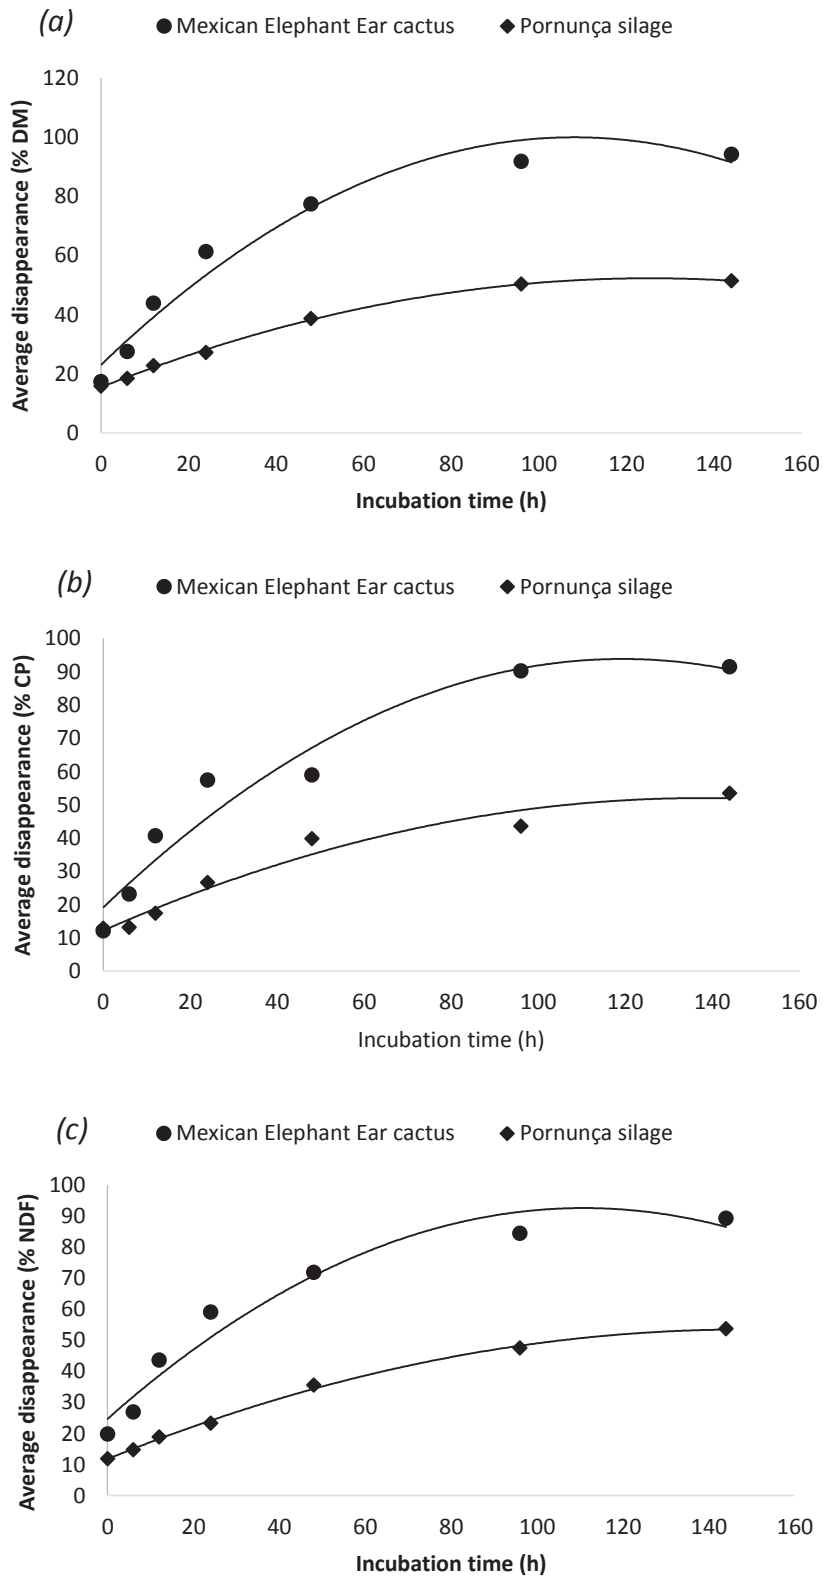 (a)
Mexican Elephant Ear cactus Pornunça silage
Average disappearance (% DM)
120
100
80
60
40
20
0
0 20 40 60 80 100 120 140 160
Incubation time (h)
(b)
Mexican Elephant Ear cactus Pornunça silage
Average disappearance (% CP)
100
90
80
70
60
50
40
30
20
10
0
0 20 40 60 80 100 120 140 160
Incubation time (h)
(c)
Mexican Elephant Ear cactus Pornunça silage
Average disappearance (% NDF)
100
90
80
70
60
50
40
30
20
10
0
0 20 40 60 80 100 120 140 160
Incubation time (h)